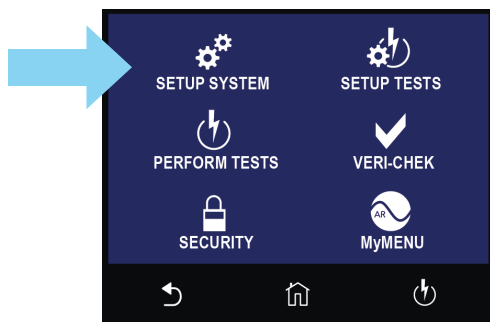 SETUP SYSTEM
SETUP TESTS
PERFORM TESTS
VERI-CHEK
AR
SECURITY
MyMENU